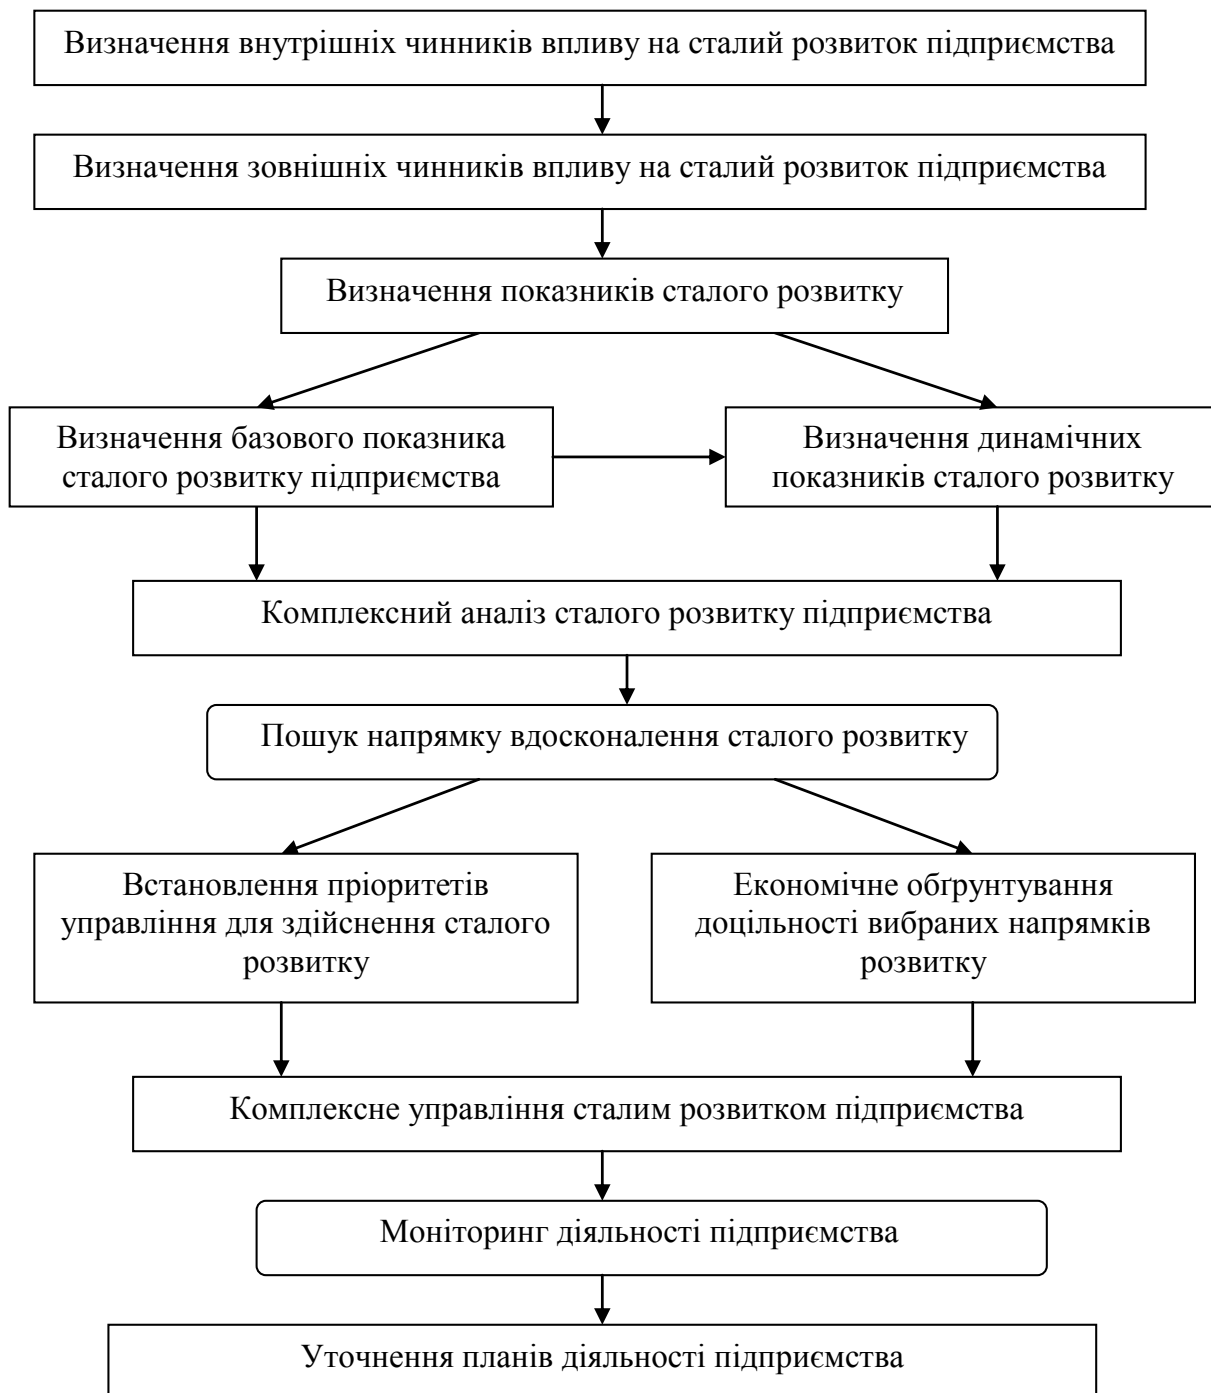 Визначення внутрішніх чинників впливу на сталий розвиток підприємства
Визначення зовнішніх чинників впливу на сталий розвиток підприємства
Визначення показників сталого розвитку
Визначення базового показника
сталого розвитку підприємства
Визначення динамічних
показників сталого розвитку
Комплексний аналіз сталого розвитку підприємства
Пошук напрямку вдосконалення сталого розвитку
Встановлення пріоритетів
управління для здійснення сталого
розвитку
Економічне обґрунтування
доцільності вибраних напрямків
розвитку
Комплексне управління сталим розвитком підприємства
Моніторинг діяльності підприємства
Уточнення планів діяльності підприємства